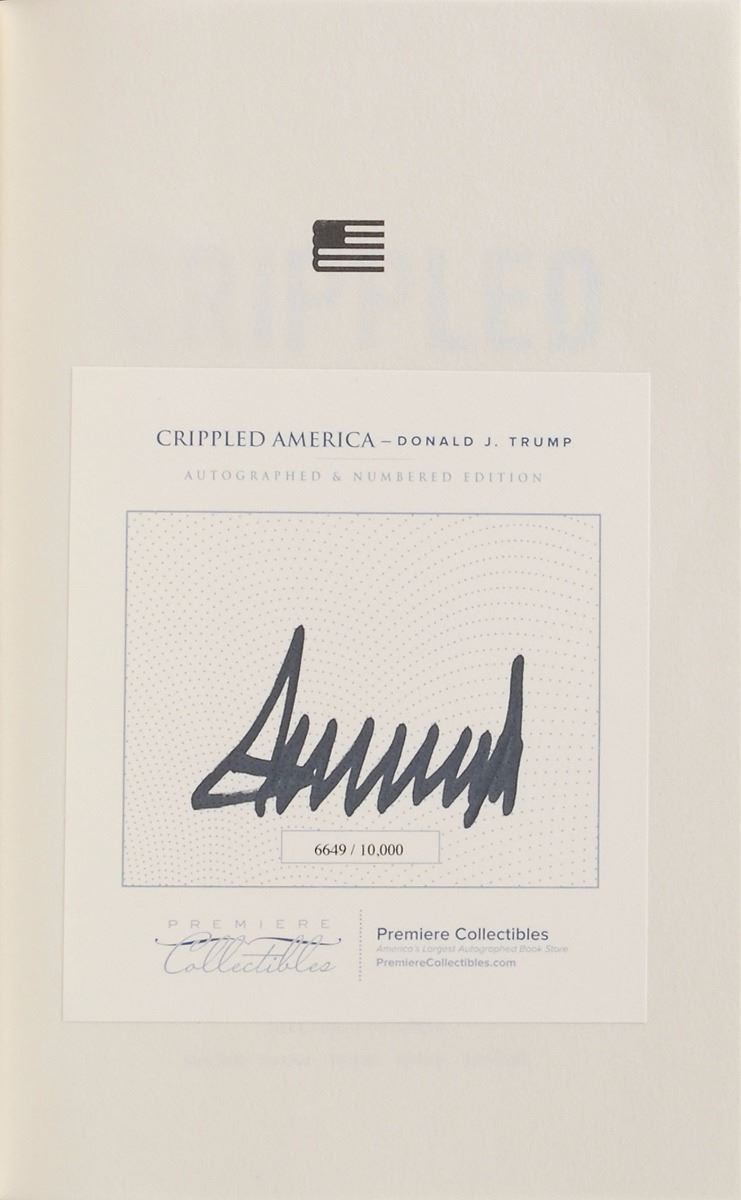 CRIPPLED
CRIPPLED AMERICA – DONALD J. TRUMP
AUTOGRAPHED & NUMBERED EDITION
6649 / 10,000
PREMIERE
Collectibles
Premiere Collectibles
America's Largest Autographed Book Store
PremiereCollectibles.com